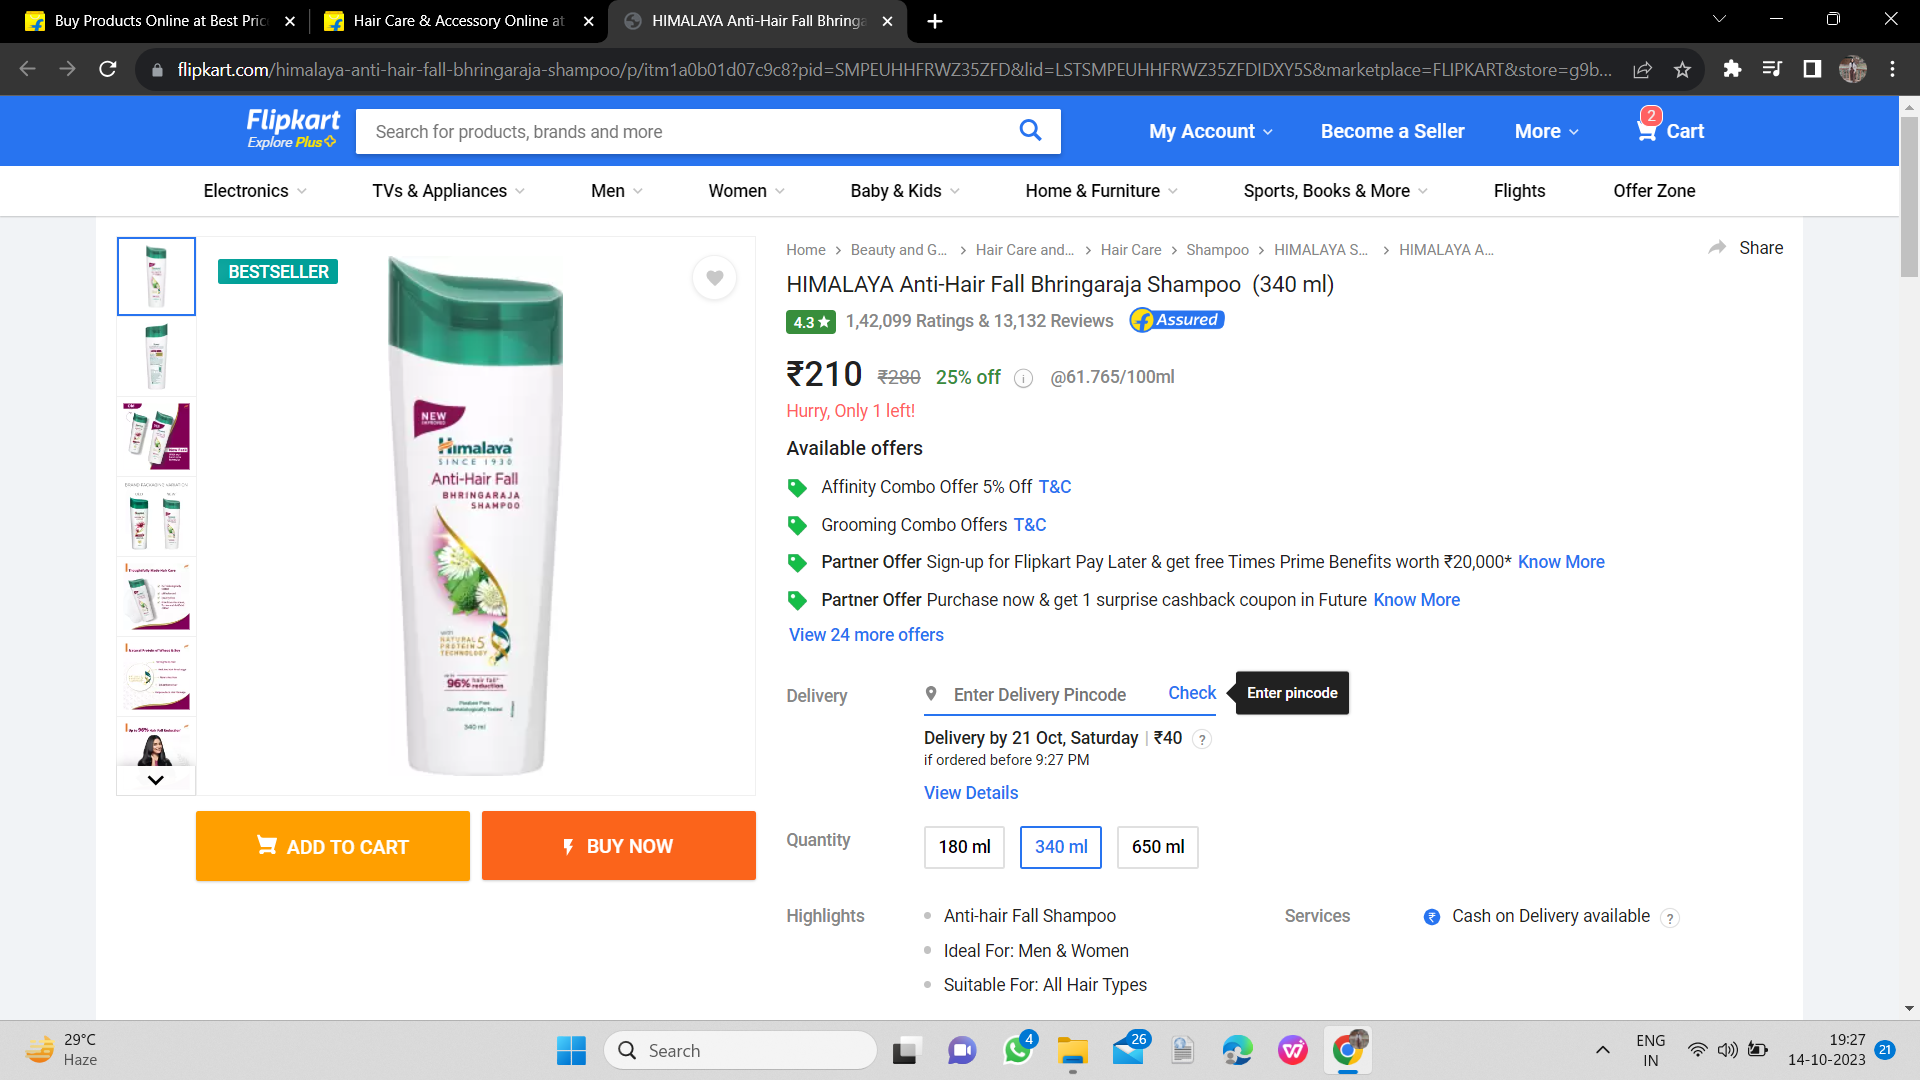 Buy Products Online at Best Pric
Hair Care & Accessory Online at
HIMALAYA Anti-Hair Fall Bhringa
flipkart.com/himalaya-anti-hair-fall-bhringaraja-shampoo/p/itm1a0b01d07c9c8?pid=SMPEUHHFRWZ35ZFD&lid=LSTSMPEUHHFRWZ35ZFDIDXY5S&marketplace=FLIPKART&store=g9b...
Flipkart
Explore Plus
Search for products, brands and more
My Account
Become a Seller
More
2
Cart
Electronics
TVs & Appliances
Men
Women
Baby & Kids
Home & Furniture
Sports, Books & More
Flights
Offer Zone
BESTSELLER
NEW
Himalaya
SINCE 1930
Anti-Hair Fall
BHRINGARAJA
SHAMPOO
NATURAL 5
PROTEIN
TECHNOLOGY
96% hair fall*
reduction
340 ml
Home > Beauty and G... > Hair Care and... > Hair Care > Shampoo > HIMALAYA S... > HIMALAYA A...
Share
HIMALAYA Anti-Hair Fall Bhringaraja Shampoo (340 ml)
4.3 ★ 1,42,099 Ratings & 13,132 Reviews Assured
₹210 ₹280 25% off i @61.765/100ml
Hurry, Only 1 left!
Available offers
Affinity Combo Offer 5% Off T&C
Grooming Combo Offers T&C
Partner Offer Sign-up for Flipkart Pay Later & get free Times Prime Benefits worth ₹20,000* Know More
Partner Offer Purchase now & get 1 surprise cashback coupon in Future Know More
View 24 more offers
Delivery
Enter Delivery Pincode
Check
Enter pincode
Delivery by 21 Oct, Saturday | ₹40 ?
if ordered before 9:27 PM
View Details
ADD TO CART
BUY NOW
Quantity
180 ml
340 ml
650 ml
Highlights
Anti-hair Fall Shampoo
Ideal For: Men & Women
Suitable For: All Hair Types
Services
₹ Cash on Delivery available ?
29°C
Haze
Search
4
26
ENG
IN
19:27
14-10-2023
21